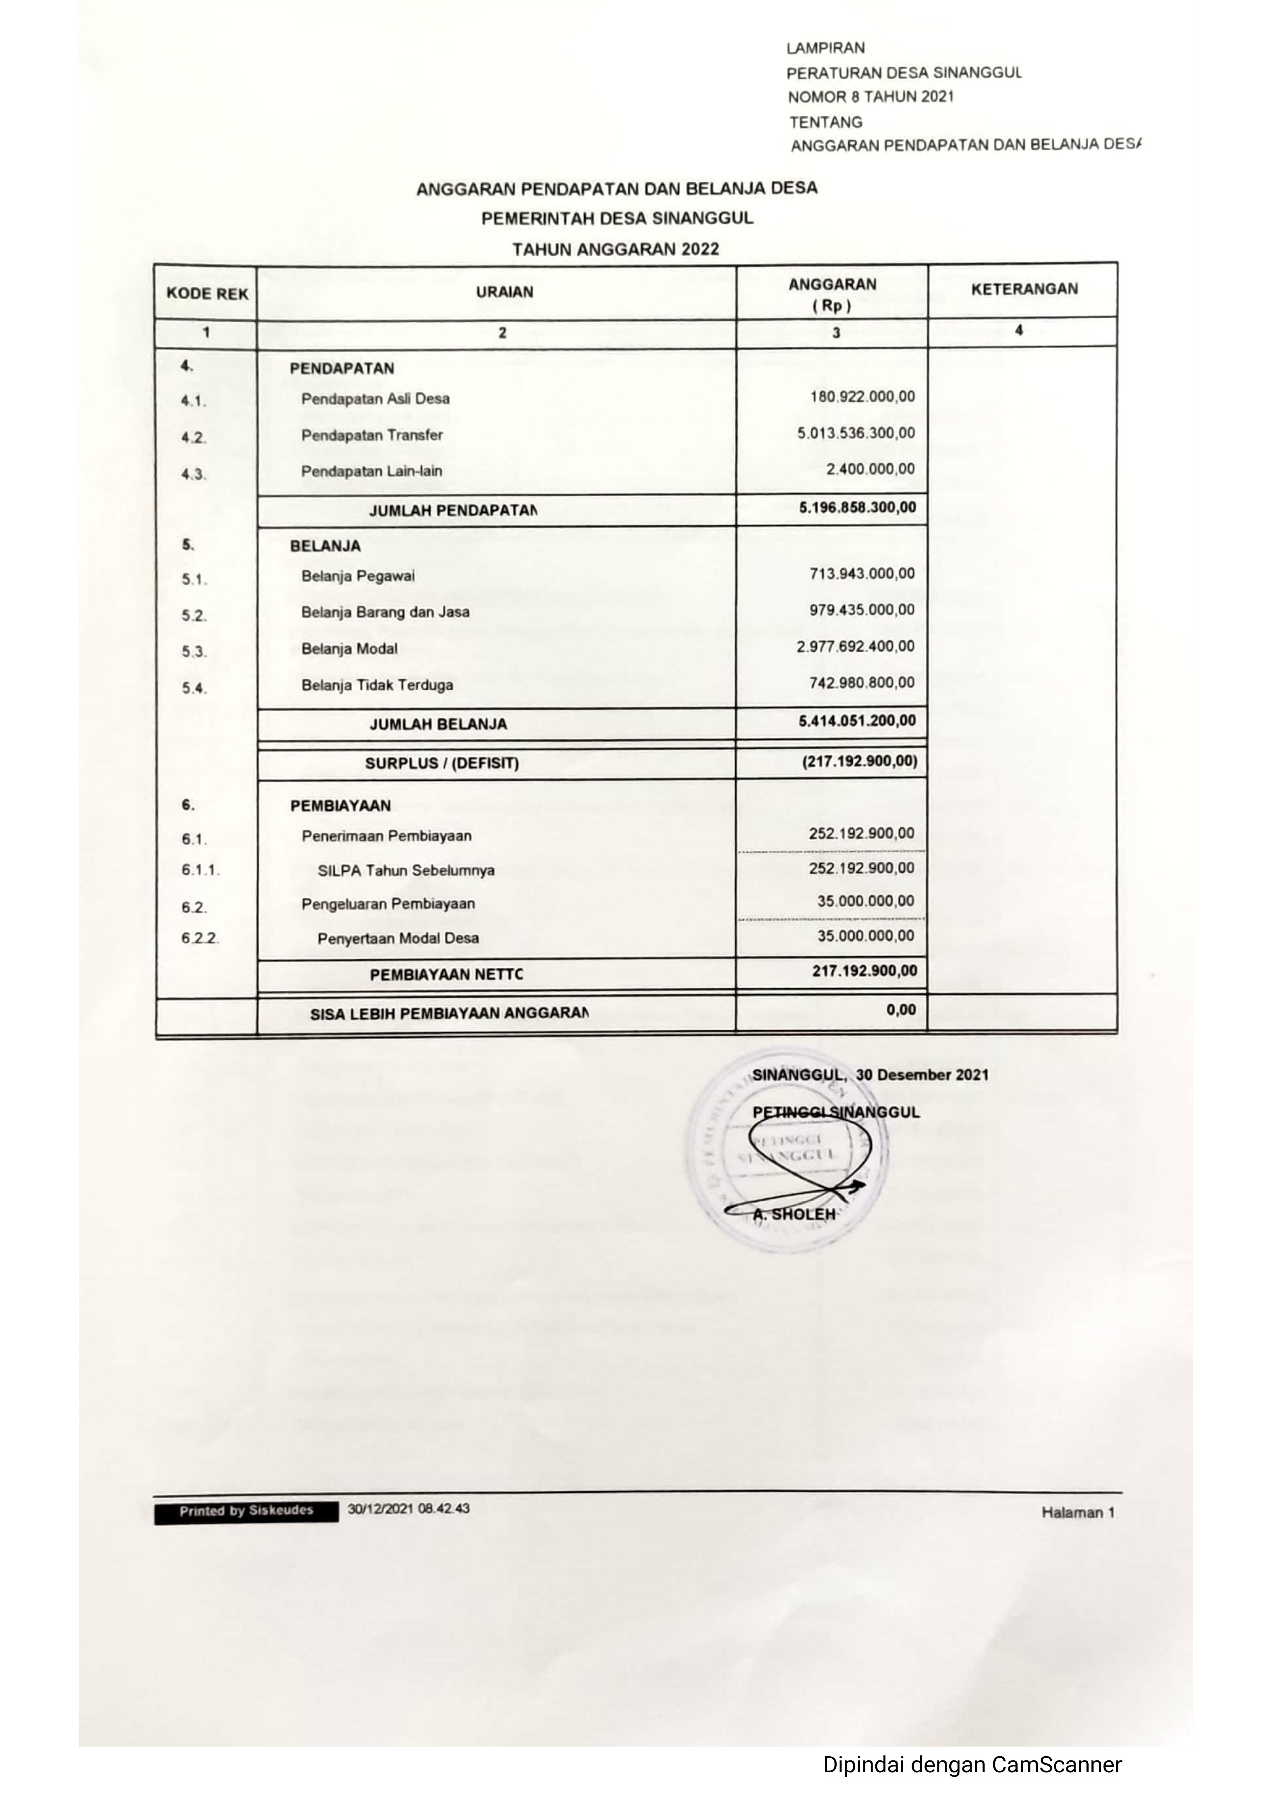 LAMPIRAN
PERATURAN DESA SINANGGUL
NOMOR 8 TAHUN 2021
TENTANG
ANGGARAN PENDAPATAN DAN BELANJA DESA
ANGGARAN PENDAPATAN DAN BELANJA DESA
PEMERINTAH DESA SINANGGUL
TAHUN ANGGARAN 2022
KODE REK URAIAN ANGGARAN ( Rp ) KETERANGAN
1 2 3 4
4. PENDAPATAN
4.1. Pendapatan Asli Desa 180.922.000,00
4.2. Pendapatan Transfer 5.013.536.300,00
4.3. Pendapatan Lain-lain 2.400.000,00
JUMLAH PENDAPATAN 5.196.858.300,00
5. BELANJA
5.1. Belanja Pegawai 713.943.000,00
5.2. Belanja Barang dan Jasa 979.435.000,00
5.3. Belanja Modal 2.977.692.400,00
5.4. Belanja Tidak Terduga 742.980.800,00
JUMLAH BELANJA 5.414.051.200,00
SURPLUS / (DEFISIT) (217.192.900,00)
6. PEMBIAYAAN
6.1. Penerimaan Pembiayaan 252.192.900,00
6.1.1. SILPA Tahun Sebelumnya 252.192.900,00
6.2. Pengeluaran Pembiayaan 35.000.000,00
6.2.2. Penyertaan Modal Desa 35.000.000,00
PEMBIAYAAN NETTO 217.192.900,00
SISA LEBIH PEMBIAYAAN ANGGARAN 0,00
SINANGGUL, 30 Desember 2021
PETINGGI SINANGGUL
PETINGGI
SINANGGUL
A. SHOLEH
Printed by Siskeudes 30/12/2021 08.42.43 Halaman 1
Dipindai dengan CamScanner